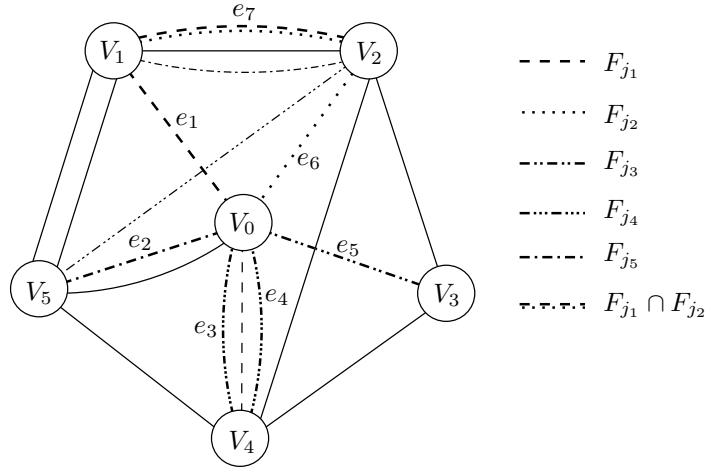 e₇
V₁
V₂
F_{j₁}
e₁
F_{j₂}
e₆
F_{j₃}
V₀
F_{j₄}
e₂
e₅
F_{j₅}
V₅
V₃
e₄
F_{j₁} ∩ F_{j₂}
e₃
V₄